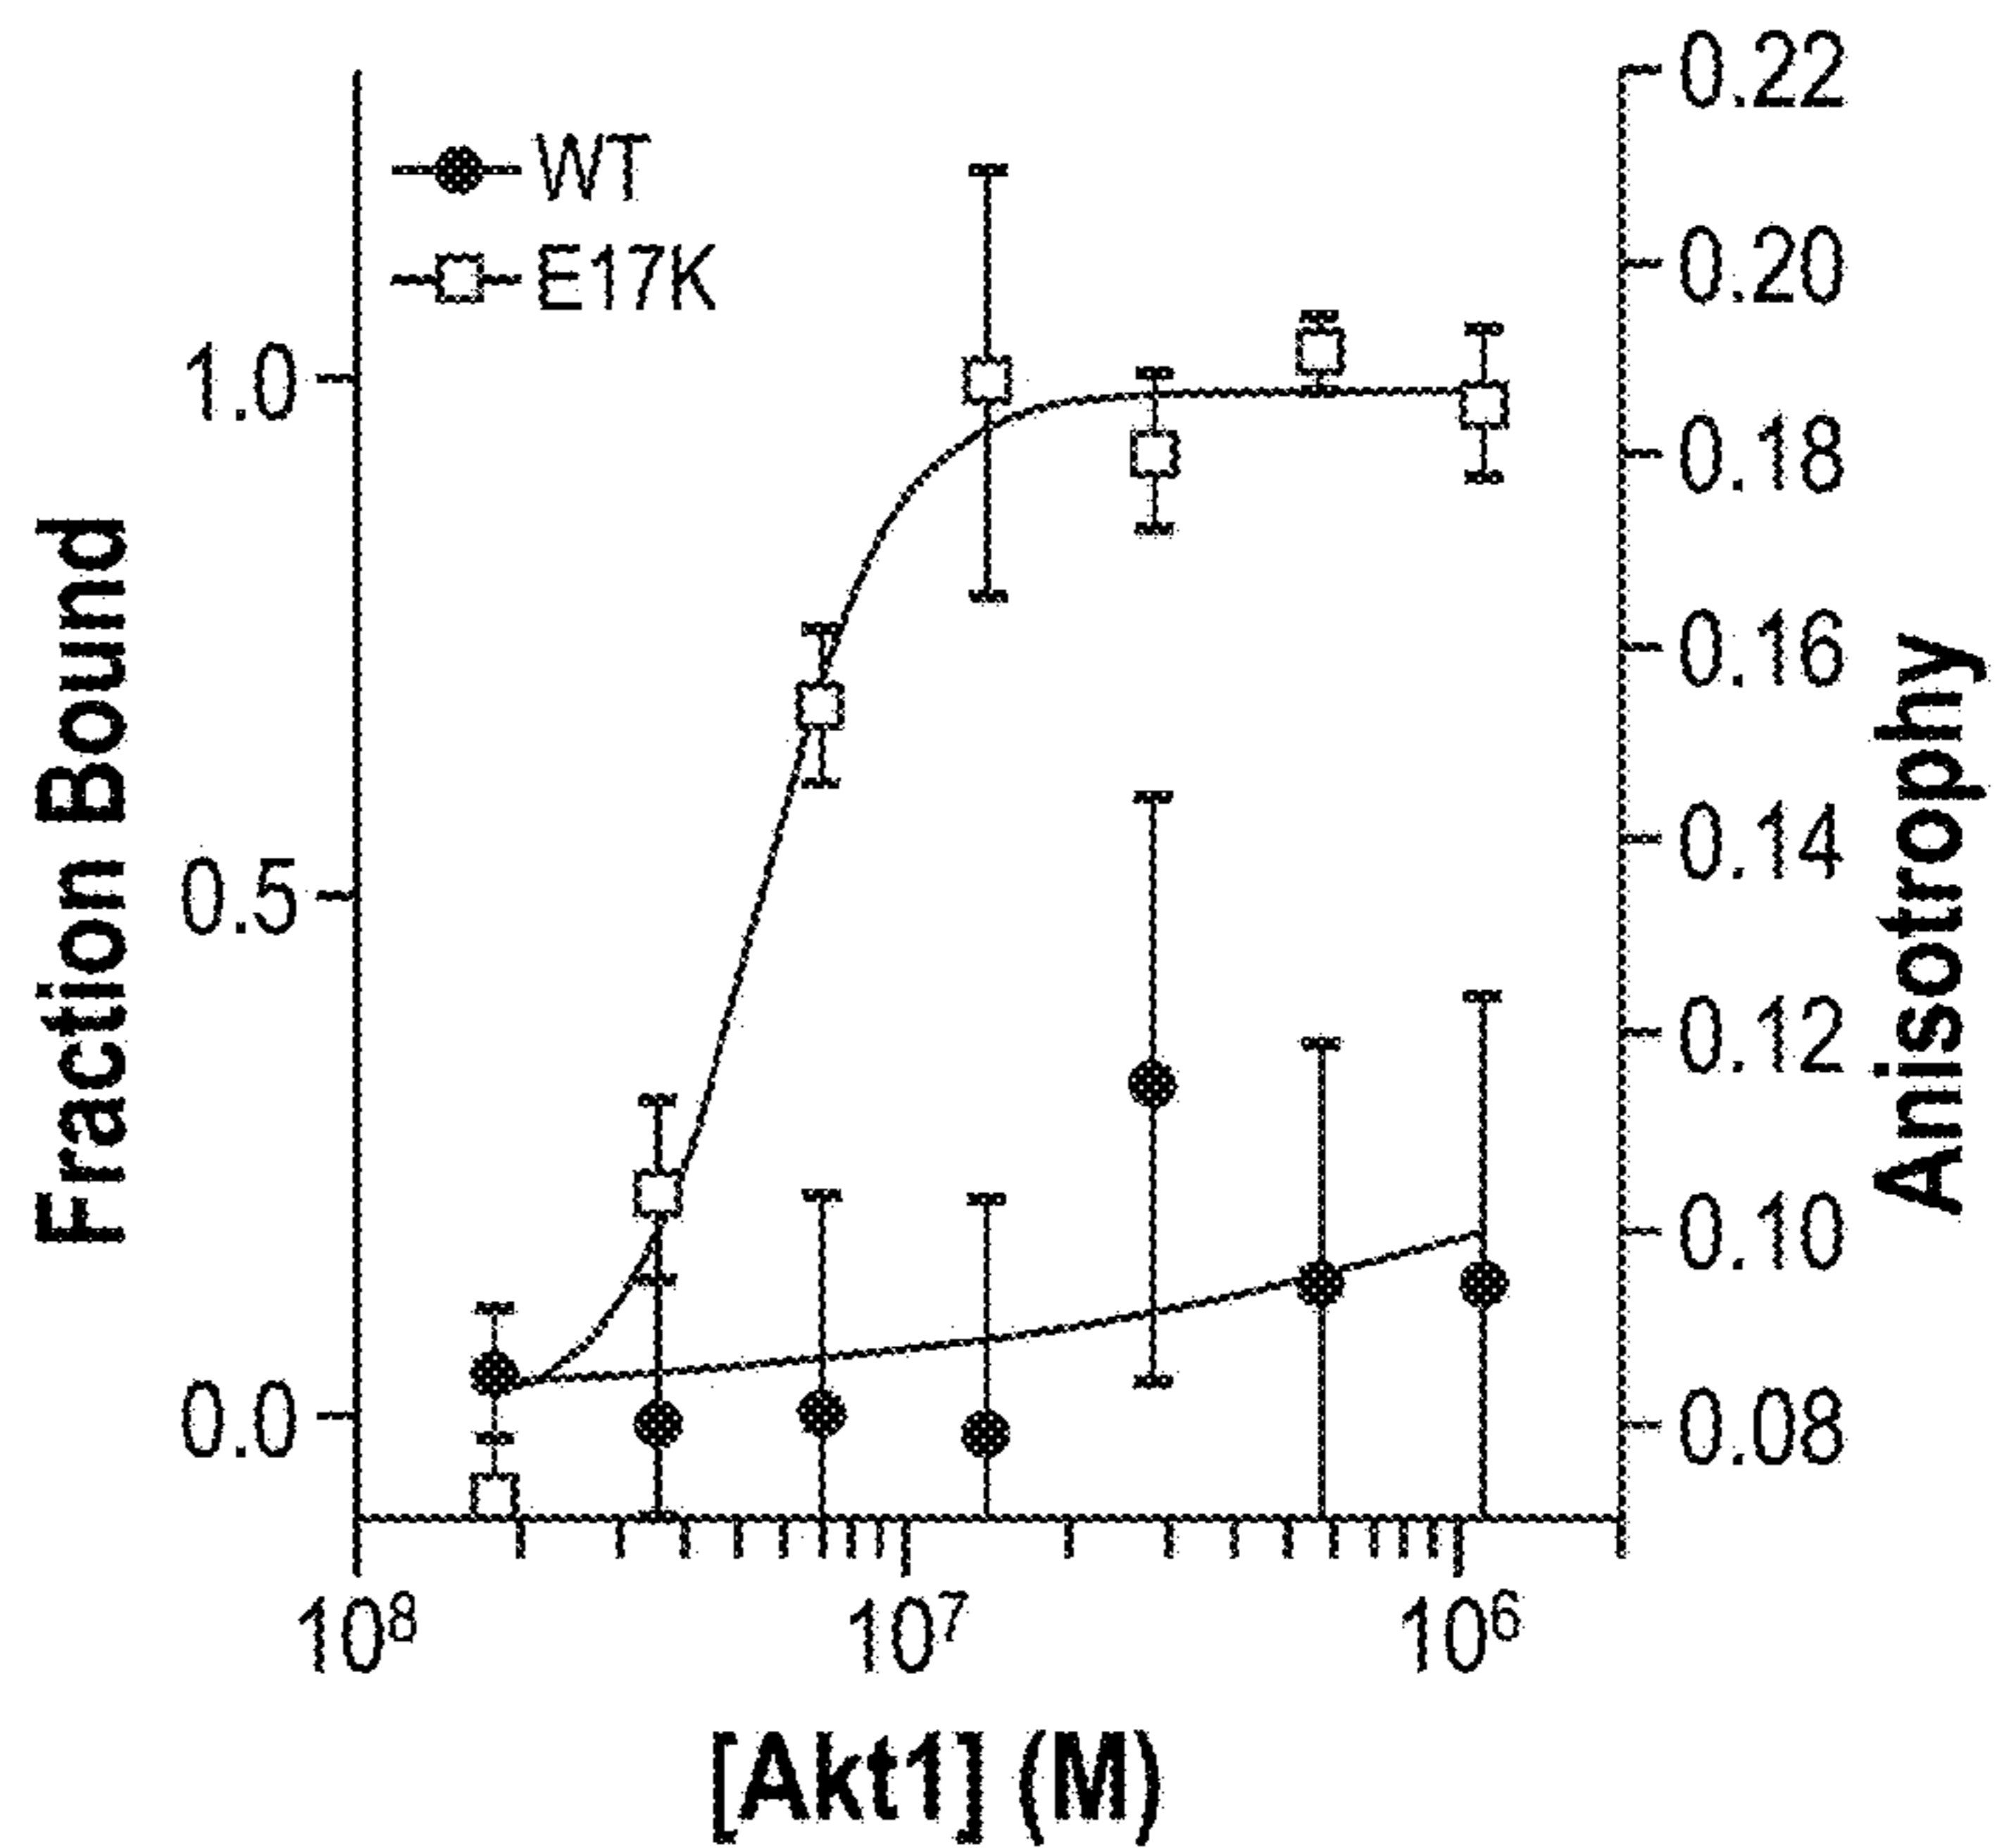 WT
E17K
Fraction Bound
1.0
0.5
0.0
0.22
0.20
0.18
0.16
0.14
0.12
0.10
0.08
Anisotrophy
10⁸
10⁷
10⁶
[Akt1] (M)